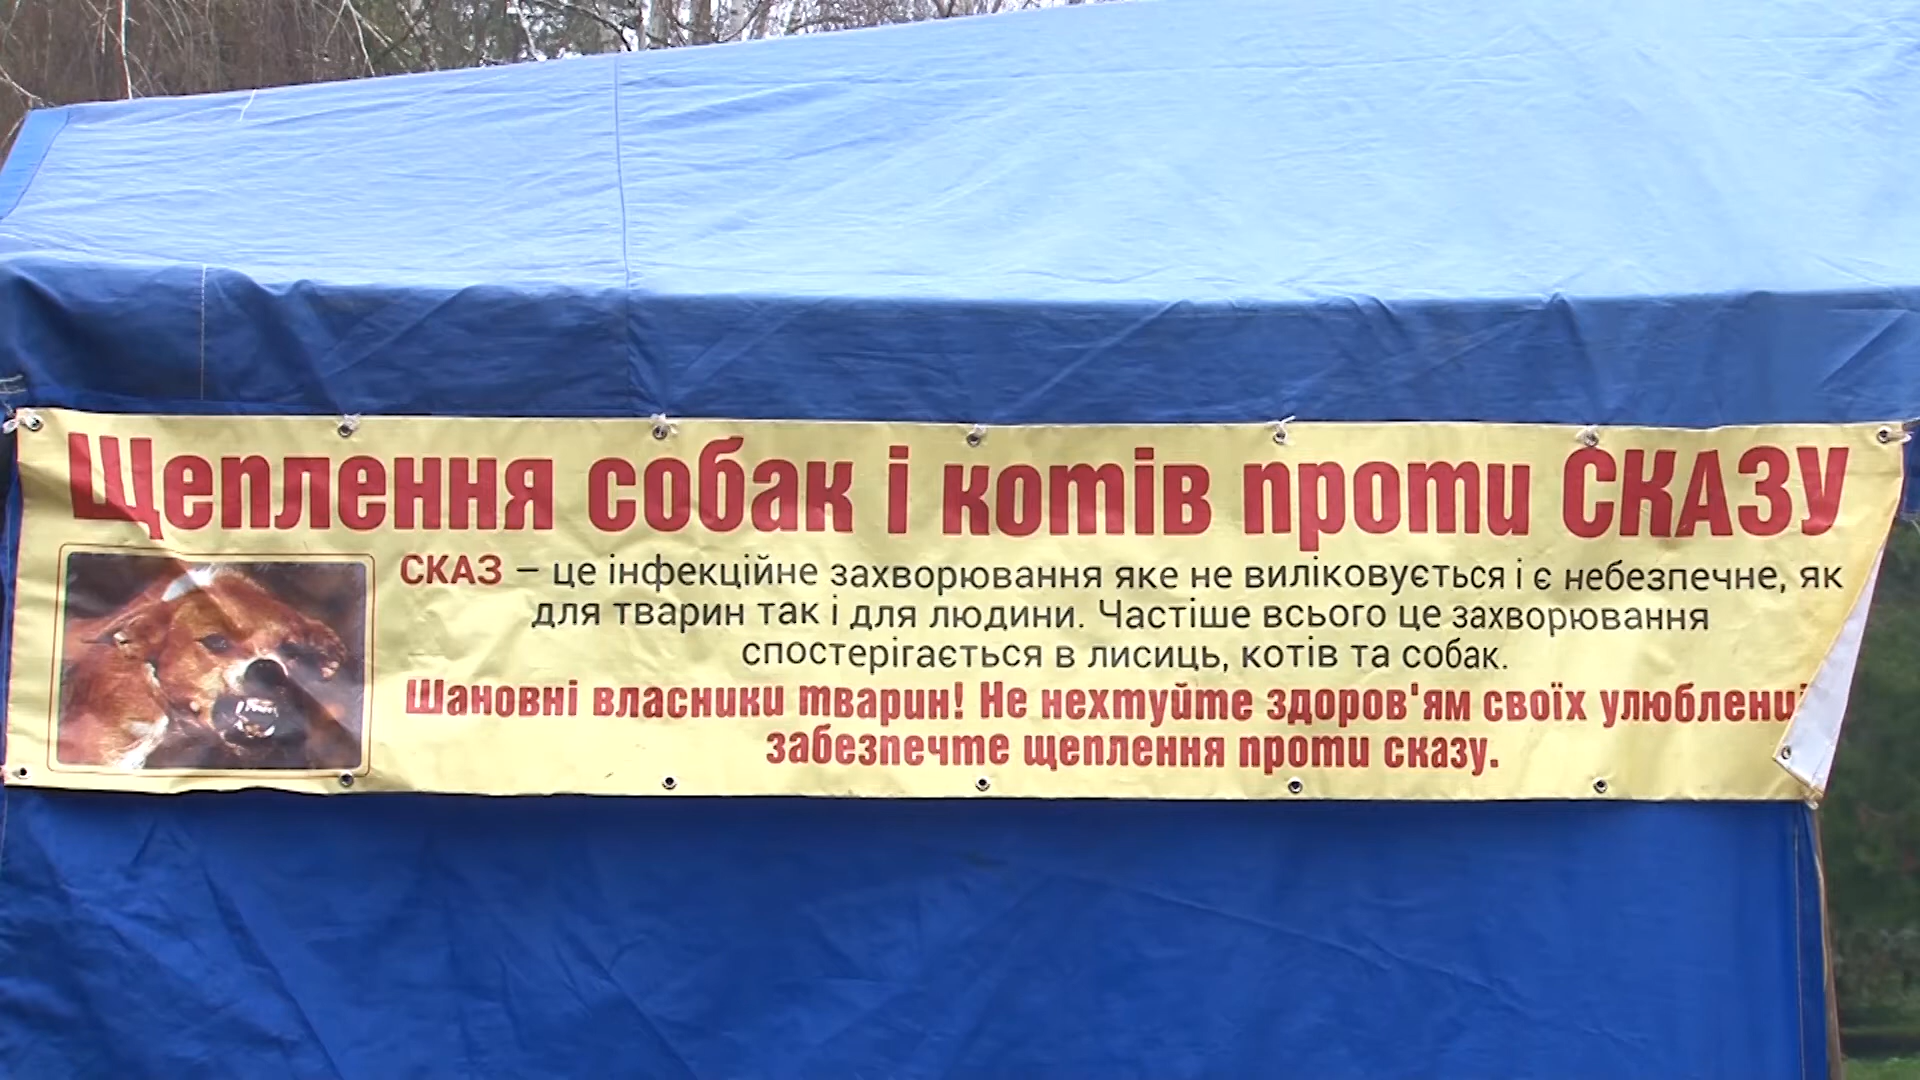 Щеплення собак і котів проти СКАЗУ
СКАЗ – це інфекційне захворювання яке не виліковується і є небезпечне, як
для тварин так і для людини. Частіше всього це захворювання
спостерігається в лисиць, котів та собак.
Шановні власники тварин! Не нехтуйте здоров'ям своїх
забезпечте щеплення проти сказу.